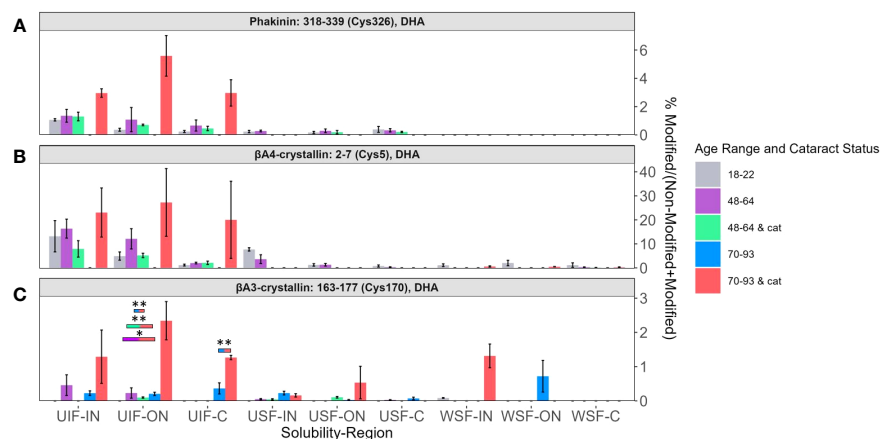 A
Phakinin: 318-339 (Cys326), DHA
6
4
2
0
B
βA4-crystallin: 2-7 (Cys5), DHA
40
30
20
10
0
C
βA3-crystallin: 163-177 (Cys170), DHA
3
2
1
0
**
**
*
**
UIF-IN UIF-ON UIF-C USF-IN USF-ON USF-C WSF-IN WSF-ON WSF-C
Solubility-Region
% Modified/(Non-Modified+Modified)
Age Range and Cataract Status
18-22
48-64
48-64 & cat
70-93
70-93 & cat